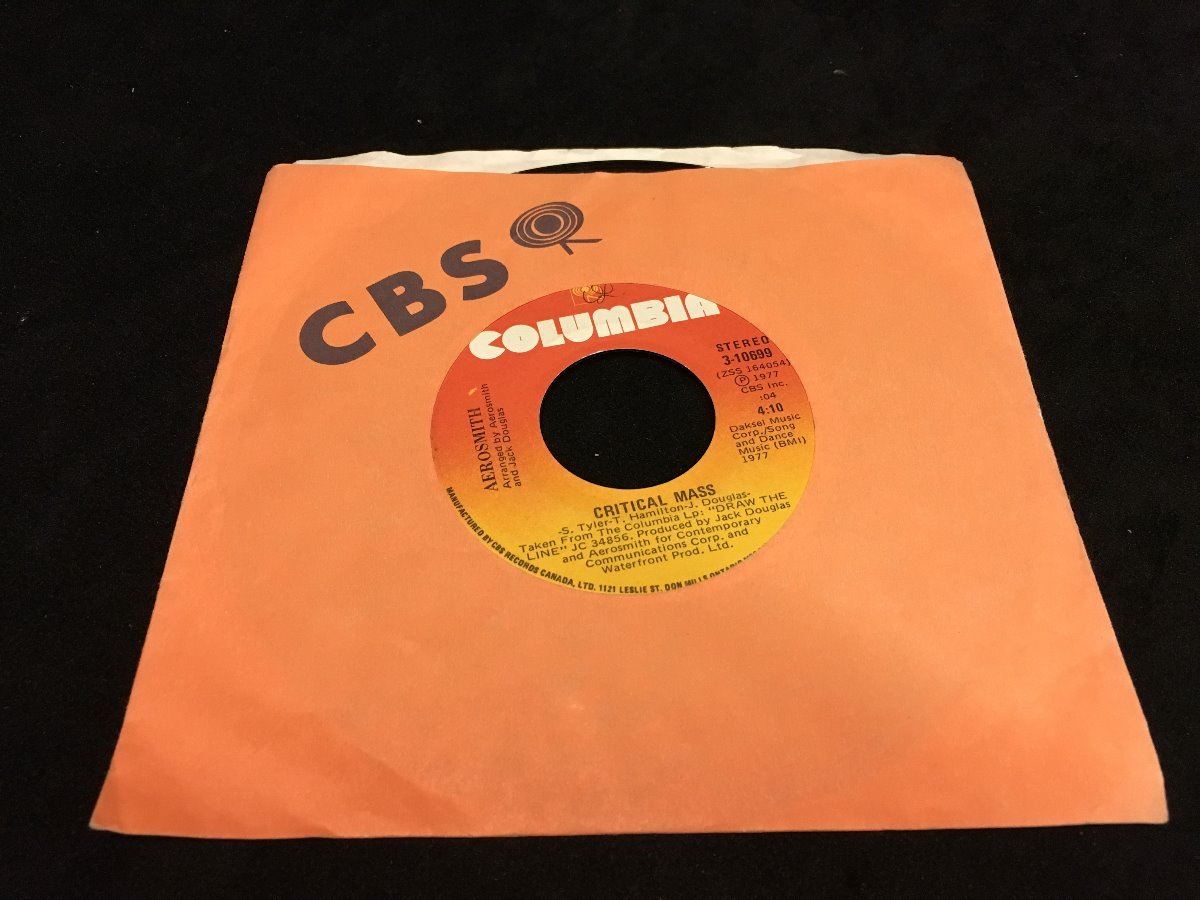 CBS
COLUMBIA
STEREO
3-10699
(ZSS 164054)
Ⓟ 1977
CBS Inc.
:04
4:10
Daksel Music
Corp./Song
and Dance
Music (BMI)
1977
AEROSMITH
Arranged by Aerosmith
and Jack Douglas
CRITICAL MASS
-S. Tyler-T. Hamilton-J. Douglas-
Taken From The Columbia Lp: "DRAW THE
LINE" JC 34856. Produced by Jack Douglas
and Aerosmith for Contemporary
Communications Corp. and
Waterfront Prod. Ltd.
MANUFACTURED BY CBS RECORDS CANADA, LTD. 1121 LESLIE ST. DON MILLS ONTARIO